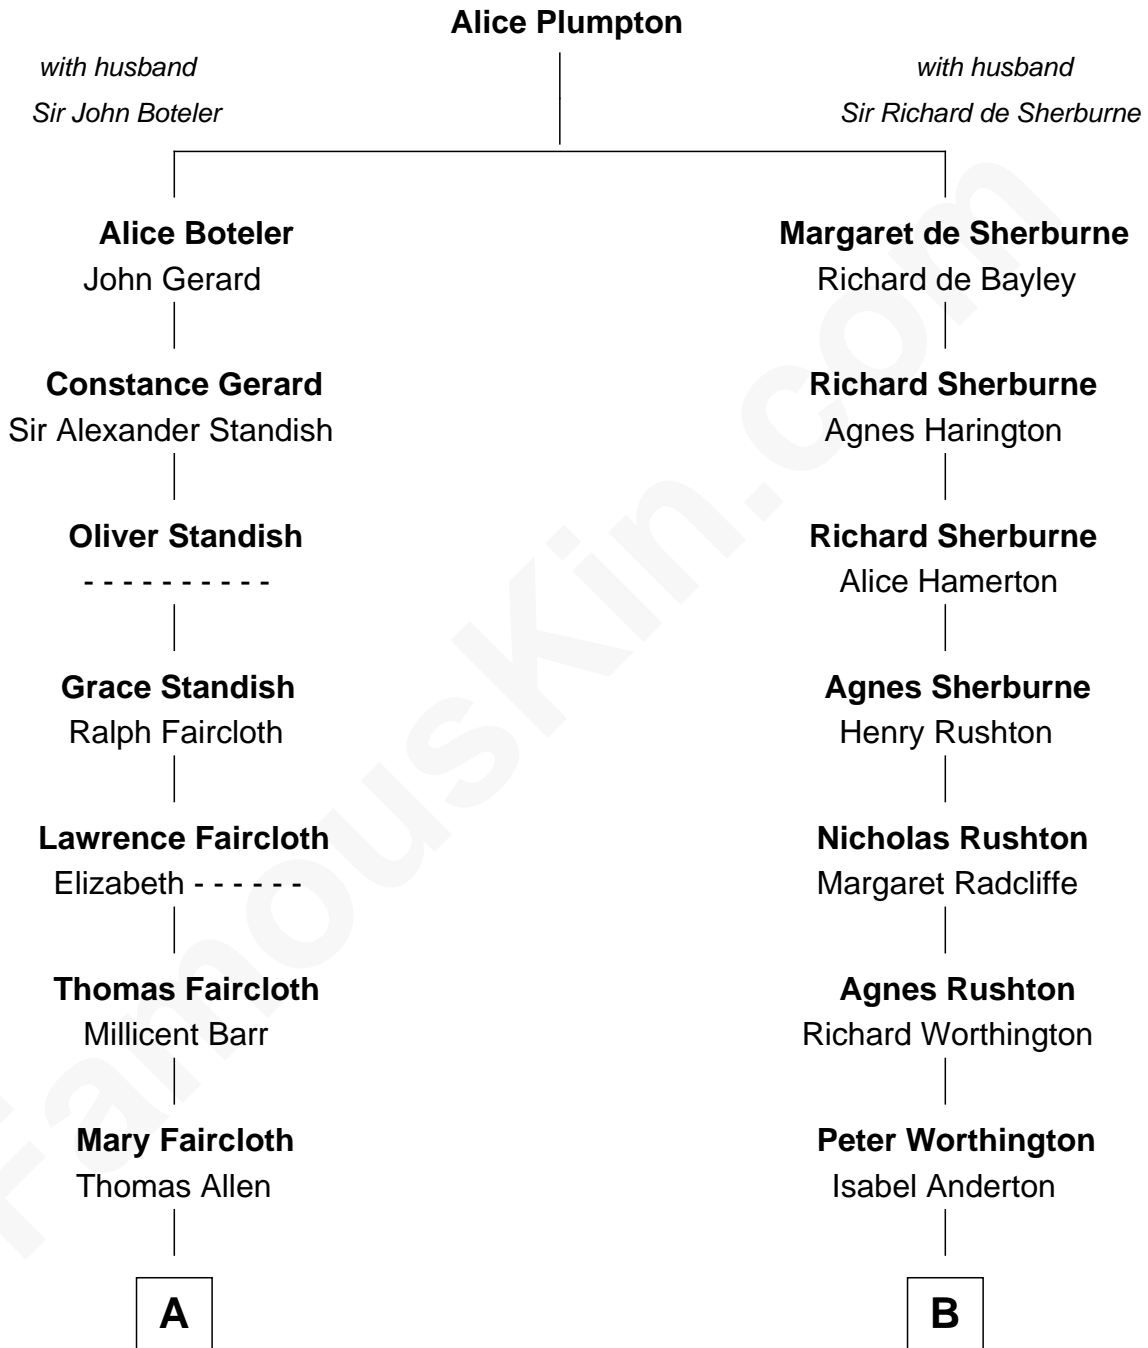 Alice Plumpton
with husband
Sir John Boteler
with husband
Sir Richard de Sherburne
Alice Boteler
John Gerard
Margaret de Sherburne
Richard de Bayley
Constance Gerard
Sir Alexander Standish
Richard Sherburne
Agnes Harington
Oliver Standish
- - - - - - - - - -
Richard Sherburne
Alice Hamerton
Grace Standish
Ralph Faircloth
Agnes Sherburne
Henry Rushton
Lawrence Faircloth
Elizabeth - - - - - -
Nicholas Rushton
Margaret Radcliffe
Thomas Faircloth
Millicent Barr
Agnes Rushton
Richard Worthington
Mary Faircloth
Thomas Allen
Peter Worthington
Isabel Anderton
A
B
FamousKin.com